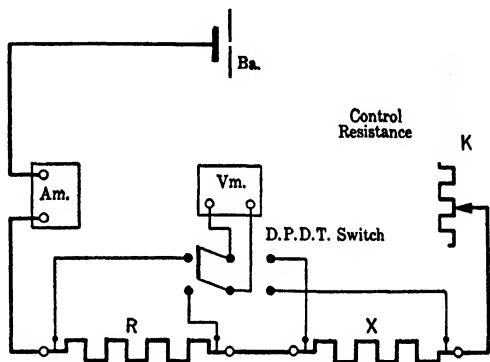 Ba.
Control
Resistance
K
Am.
Vm.
D.P.D.T. Switch
R
X